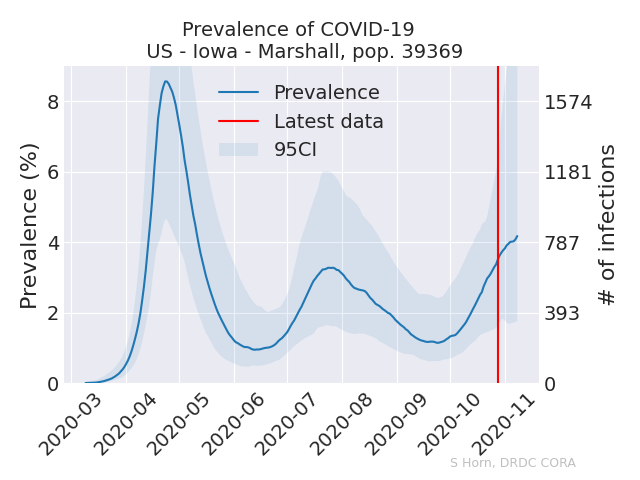 Prevalence of COVID-19
US - Iowa - Marshall, pop. 39369
Prevalence
Latest data
95CI
Prevalence (%)
8
6
4
2
0
1574
1181
787
393
0
# of infections
2020-03
2020-04
2020-05
2020-06
2020-07
2020-08
2020-09
2020-10
2020-11
S Horn, DRDC CORA